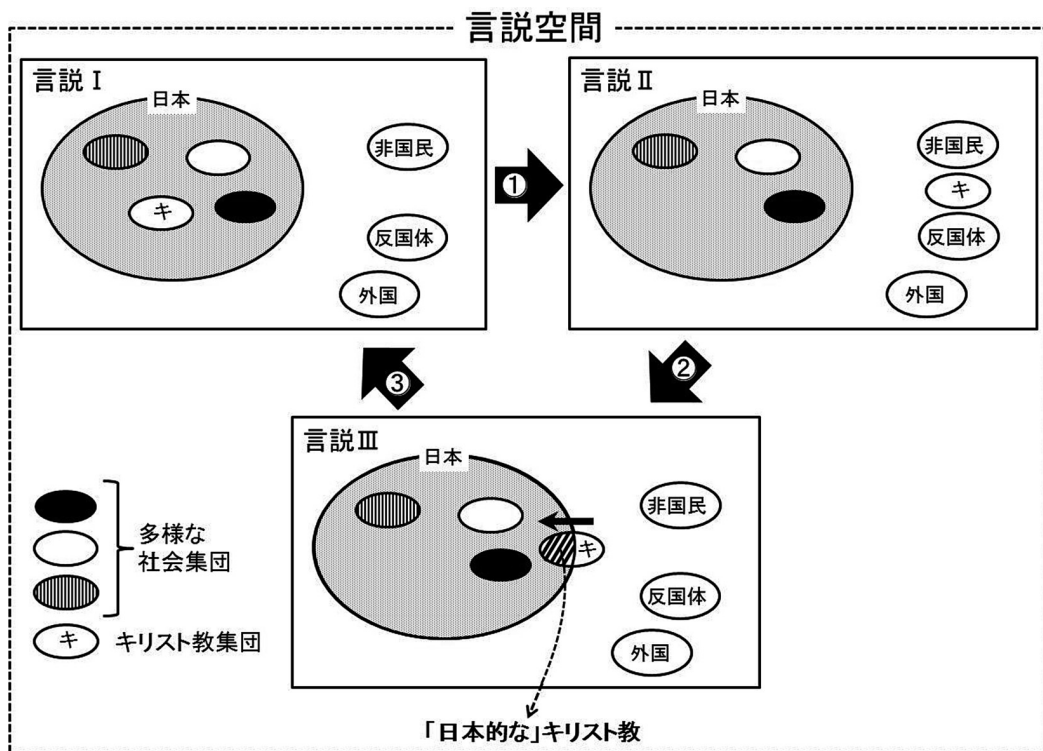 言説空間
言説Ⅰ
日本
キ
非国民
反国体
外国
①
言説Ⅱ
日本
非国民
キ
反国体
外国
②
③
言説Ⅲ
日本
キ
非国民
反国体
外国
「日本的な」キリスト教
多様な
社会集団
キ
キリスト教集団